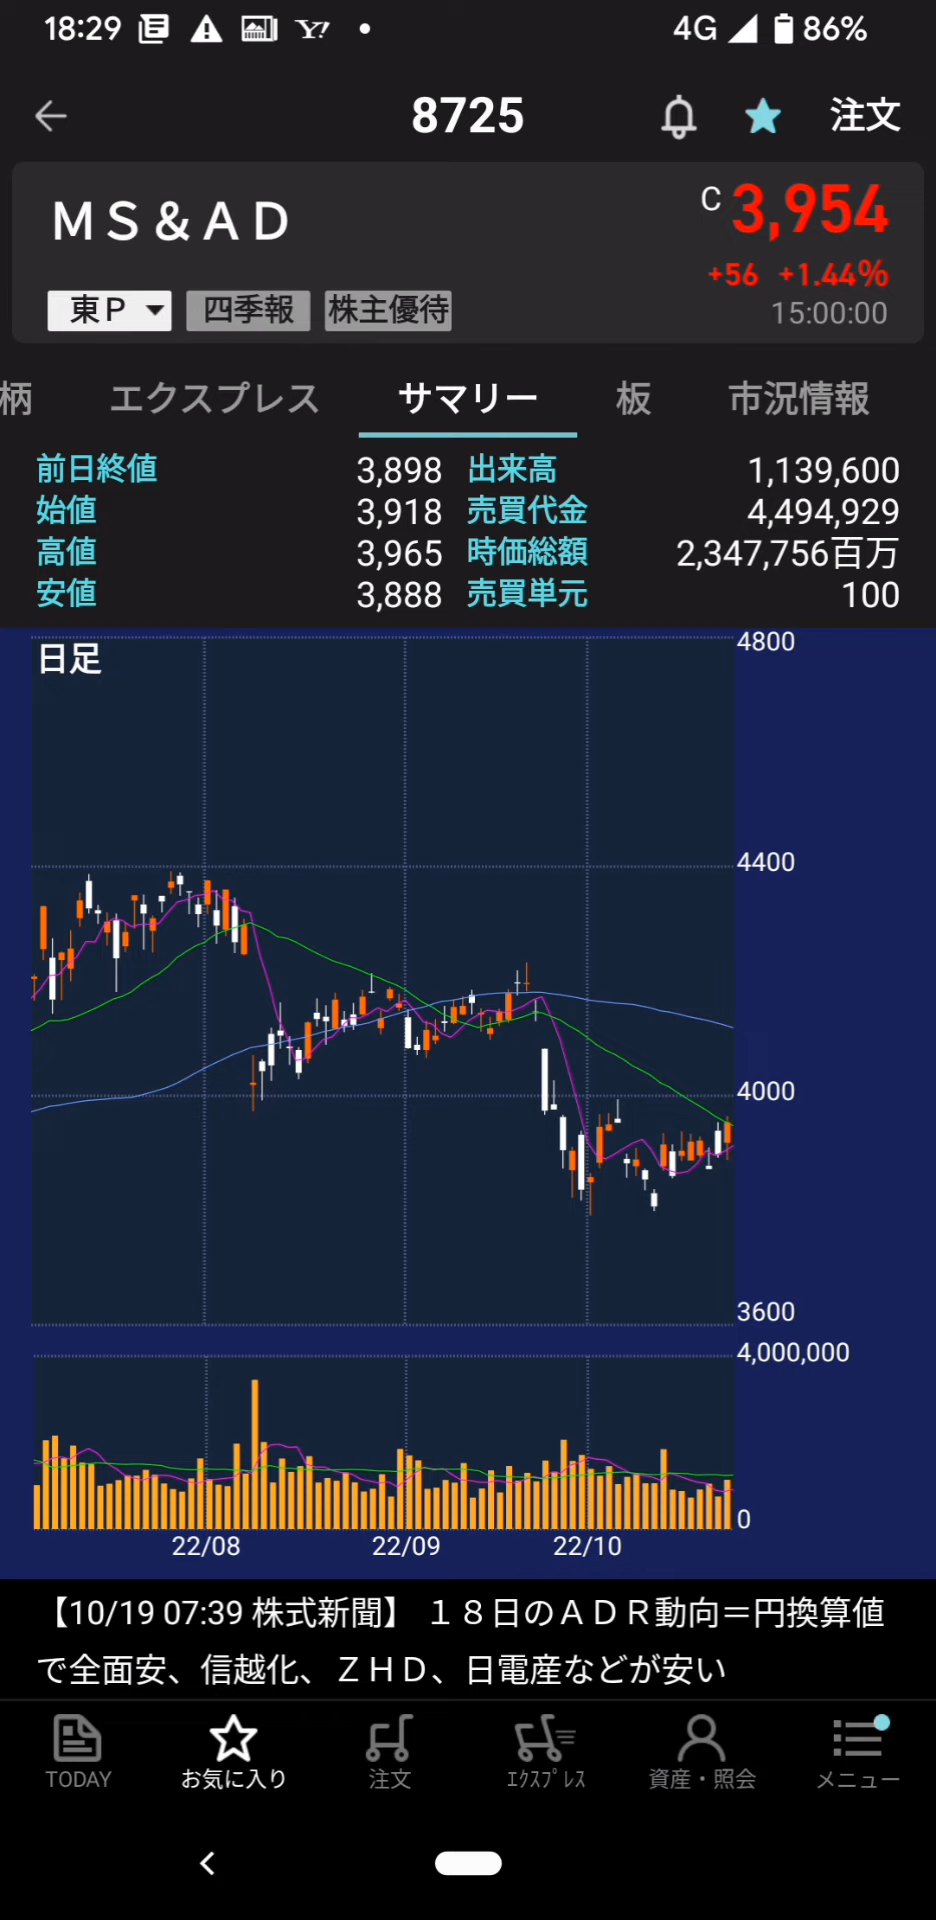 18:29 Y! 4G 86%
8725 注文
ＭＳ＆ＡＤ C 3,954
+56 +1.44%
東Ｐ 四季報 株主優待 15:00:00
柄 エクスプレス サマリー 板 市況情報
前日終値 3,898 出来高 1,139,600
始値 3,918 売買代金 4,494,929
高値 3,965 時価総額 2,347,756百万
安値 3,888 売買単元 100
日足
4800
4400
4000
3600
4,000,000
0
22/08 22/09 22/10
【10/19 07:39 株式新聞】 １８日のＡＤＲ動向＝円換算値
で全面安、信越化、ＺＨＤ、日電産などが安い
TODAY お気に入り 注文 ｴｸｽﾌﾟﾚｽ 資産・照会 メニュー